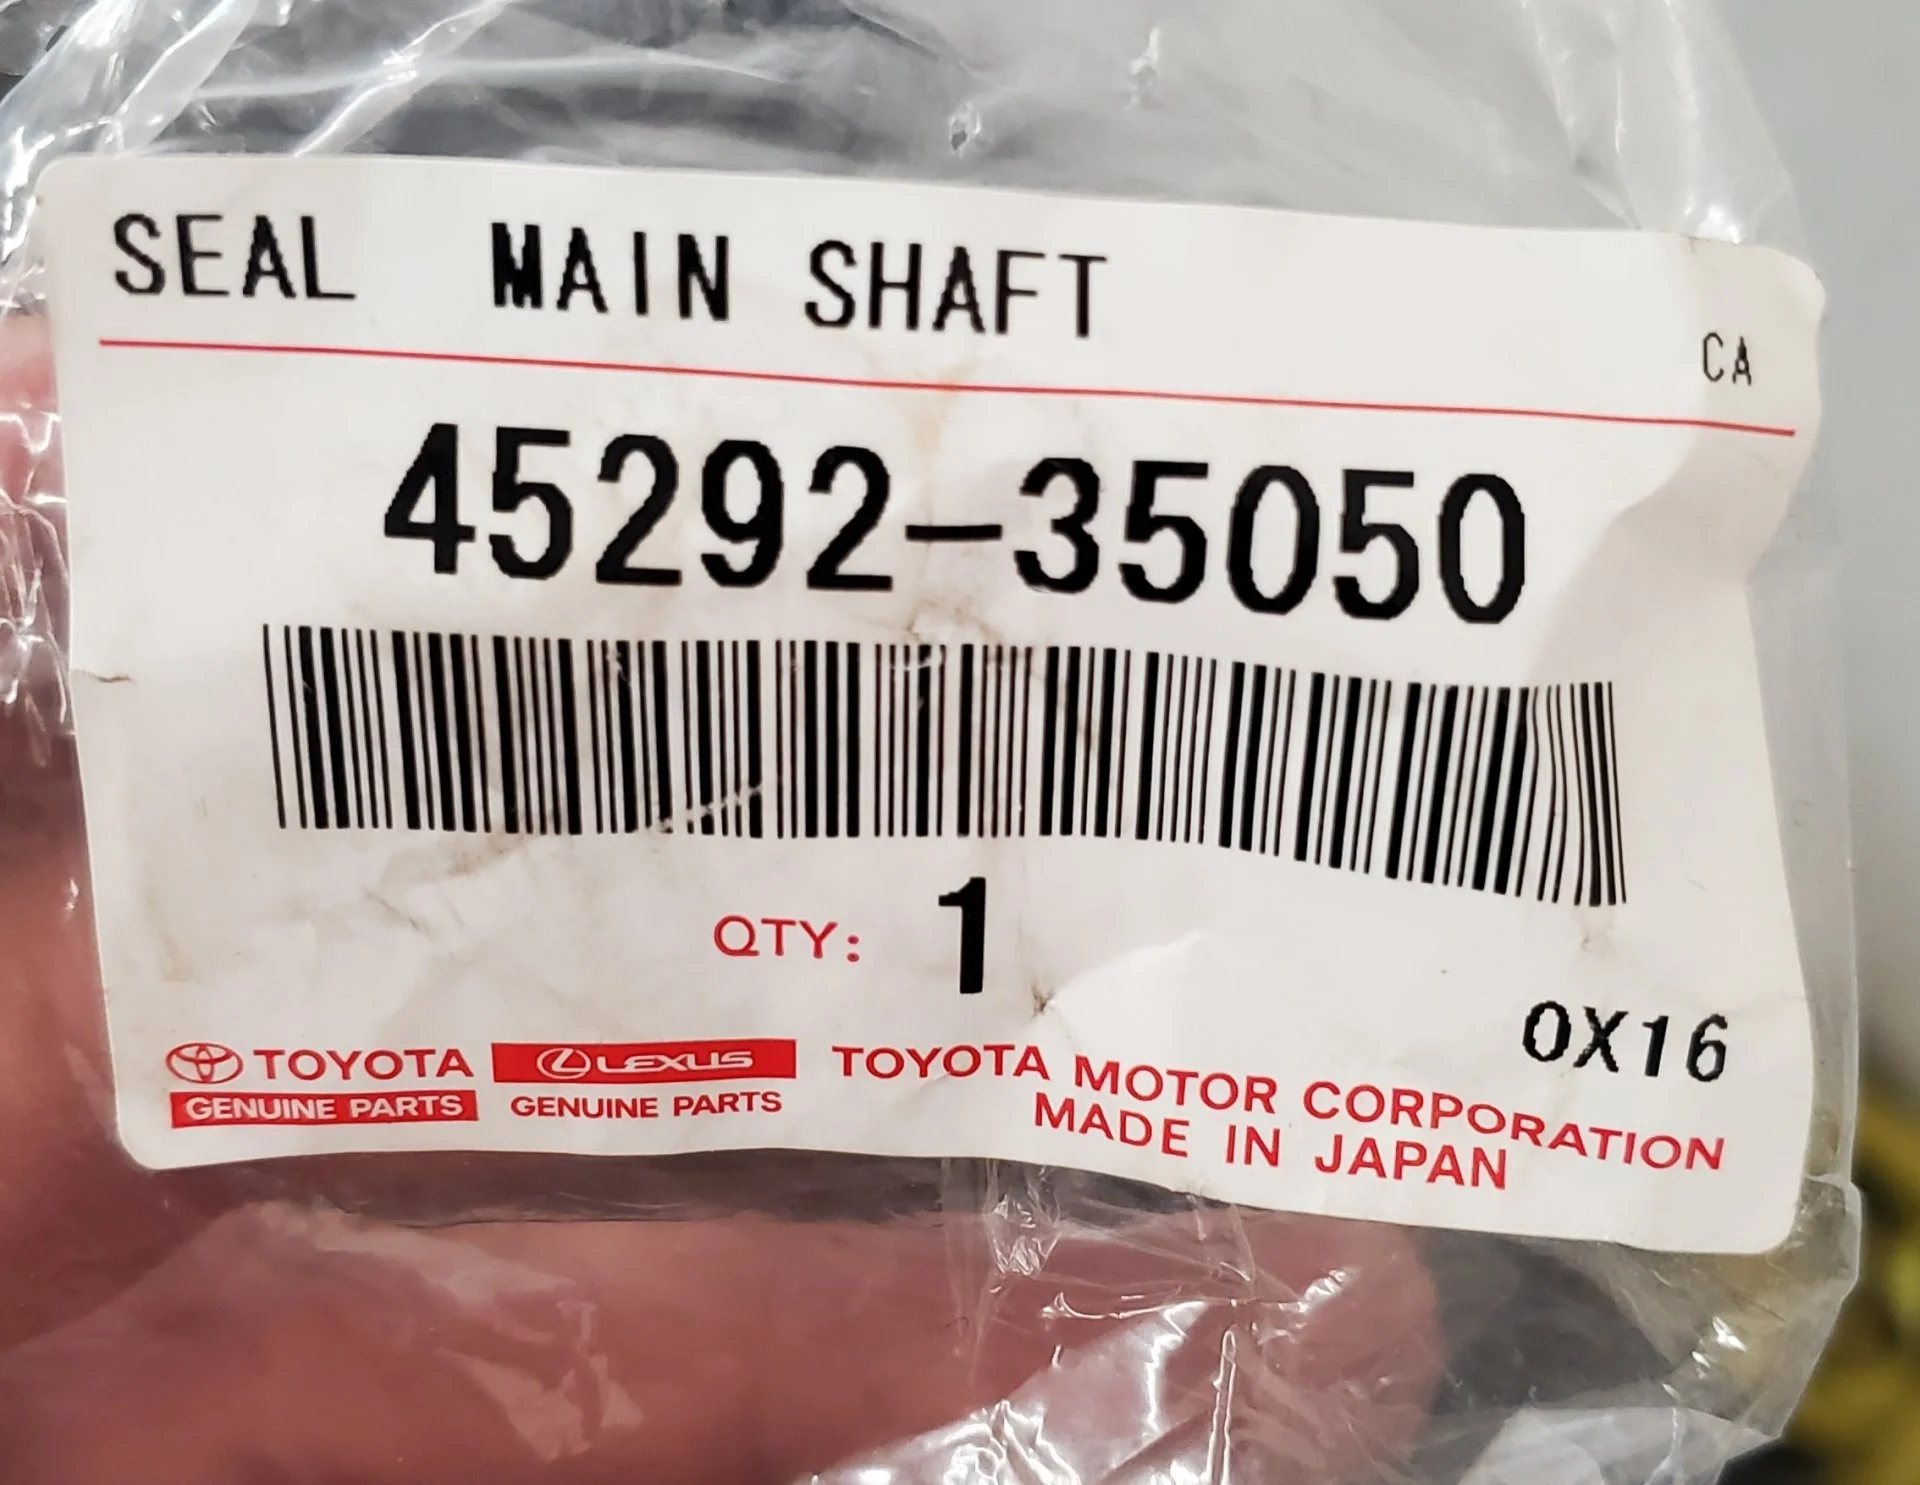 SEAL MAIN SHAFT
CA
45292-35050
QTY: 1
OX16
TOYOTA
GENUINE PARTS
LEXUS
GENUINE PARTS
TOYOTA MOTOR CORPORATION
MADE IN JAPAN